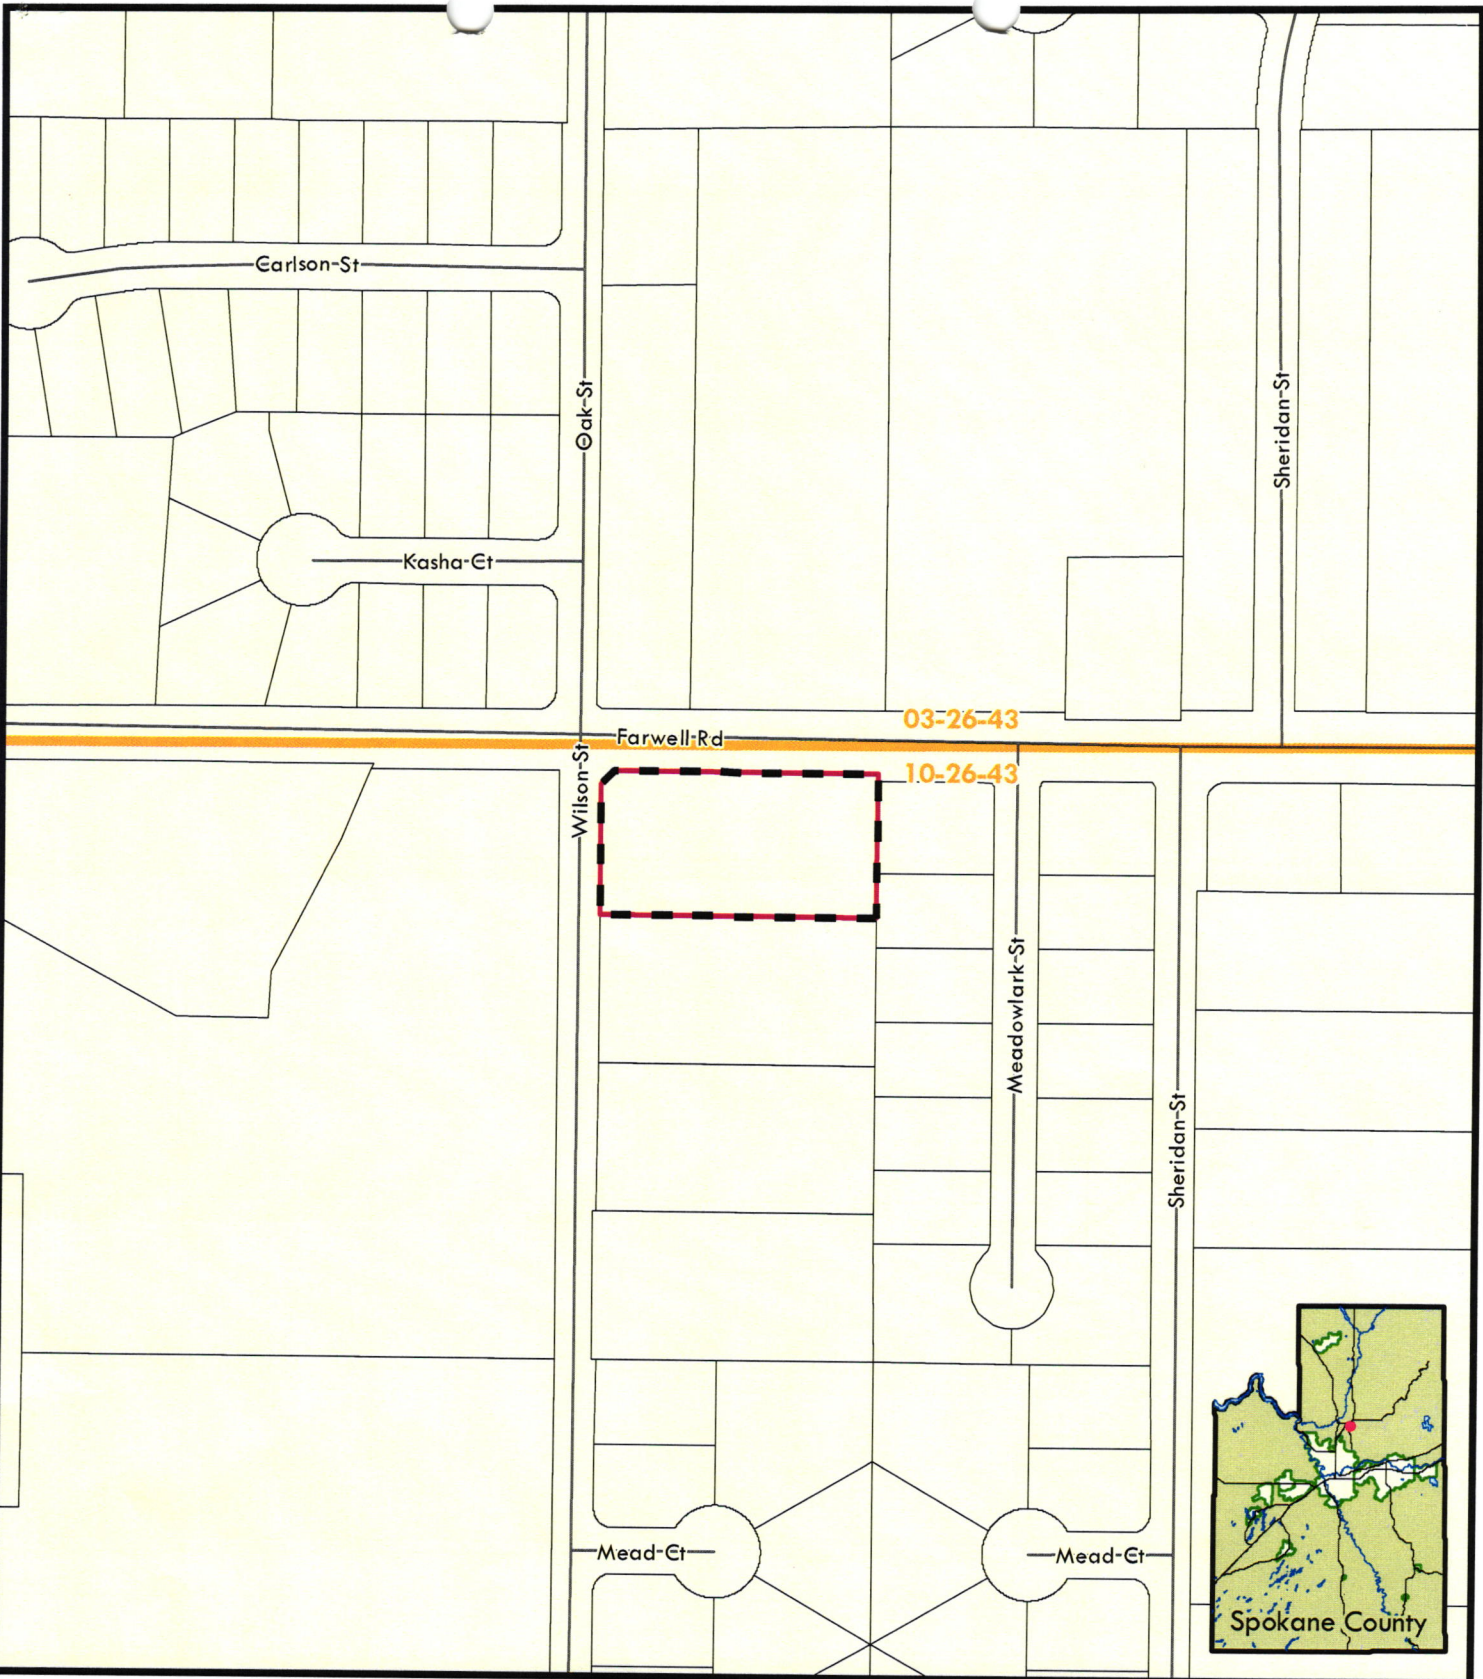 Carlson-St
Oak-St
Sheridan-St
Kasha-Ct
03-26-43
Farwell-Rd
10-26-43
Wilson-St
Meadowlark-St
Sheridan-St
Mead-Ct
Mead-Ct
Spokane County